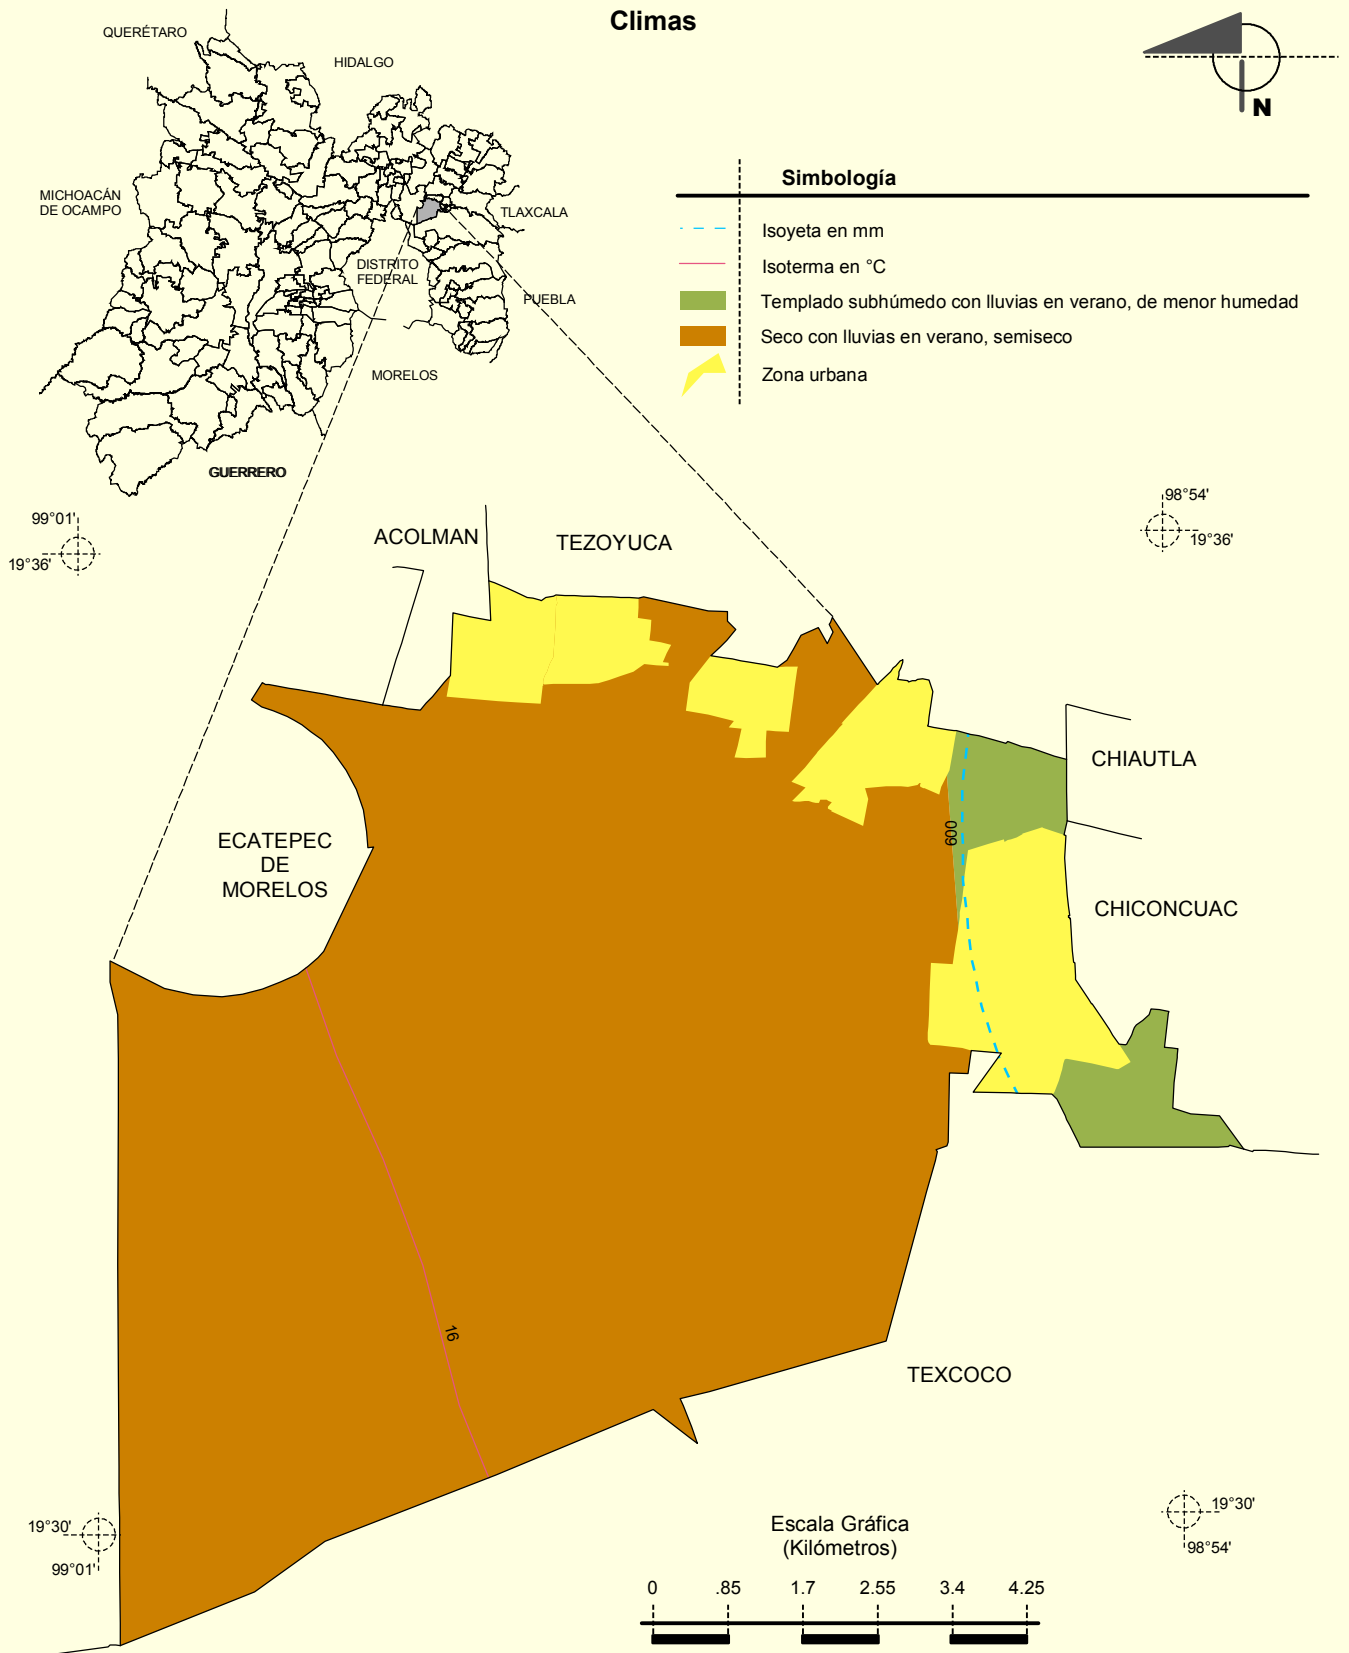 Climas
QUERÉTARO
HIDALGO
MICHOACÁN
DE OCAMPO
TLAXCALA
DISTRITO
FEDERAL
PUEBLA
MORELOS
GUERRERO
N
Simbología
Isoyeta en mm
Isoterma en °C
Templado subhúmedo con lluvias en verano, de menor humedad
Seco con lluvias en verano, semiseco
Zona urbana
99°01'
19°36'
98°54'
19°36'
ACOLMAN
TEZOYUCA
CHIAUTLA
ECATEPEC
DE
MORELOS
600
CHICONCUAC
16
TEXCOCO
19°30'
99°01'
19°30'
98°54'
Escala Gráfica
(Kilómetros)
0 .85 1.7 2.55 3.4 4.25